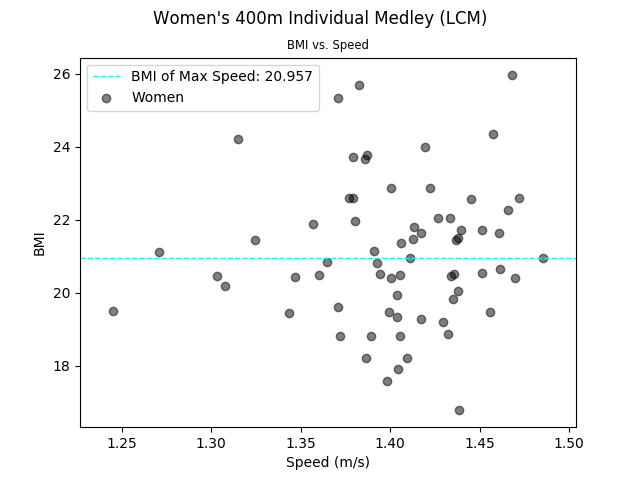 Women's 400m Individual Medley (LCM)
BMI vs. Speed
BMI of Max Speed: 20.957
Women
26
24
22
20
18
BMI
1.25 1.30 1.35 1.40 1.45 1.50
Speed (m/s)